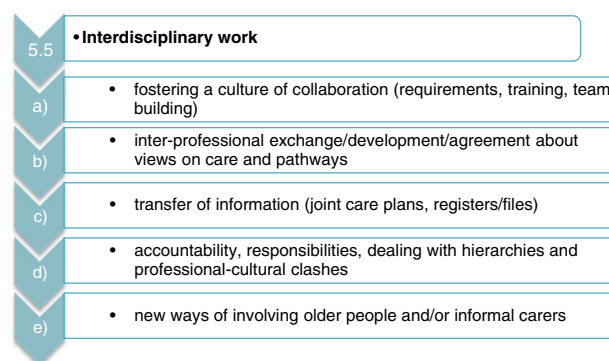 5.5 •Interdisciplinary work
a) • fostering a culture of collaboration (requirements, training, team
building)
b) • inter-professional exchange/development/agreement about
views on care and pathways
c) • transfer of information (joint care plans, registers/files)
d) • accountability, responsibilities, dealing with hierarchies and
professional-cultural clashes
e) • new ways of involving older people and/or informal carers